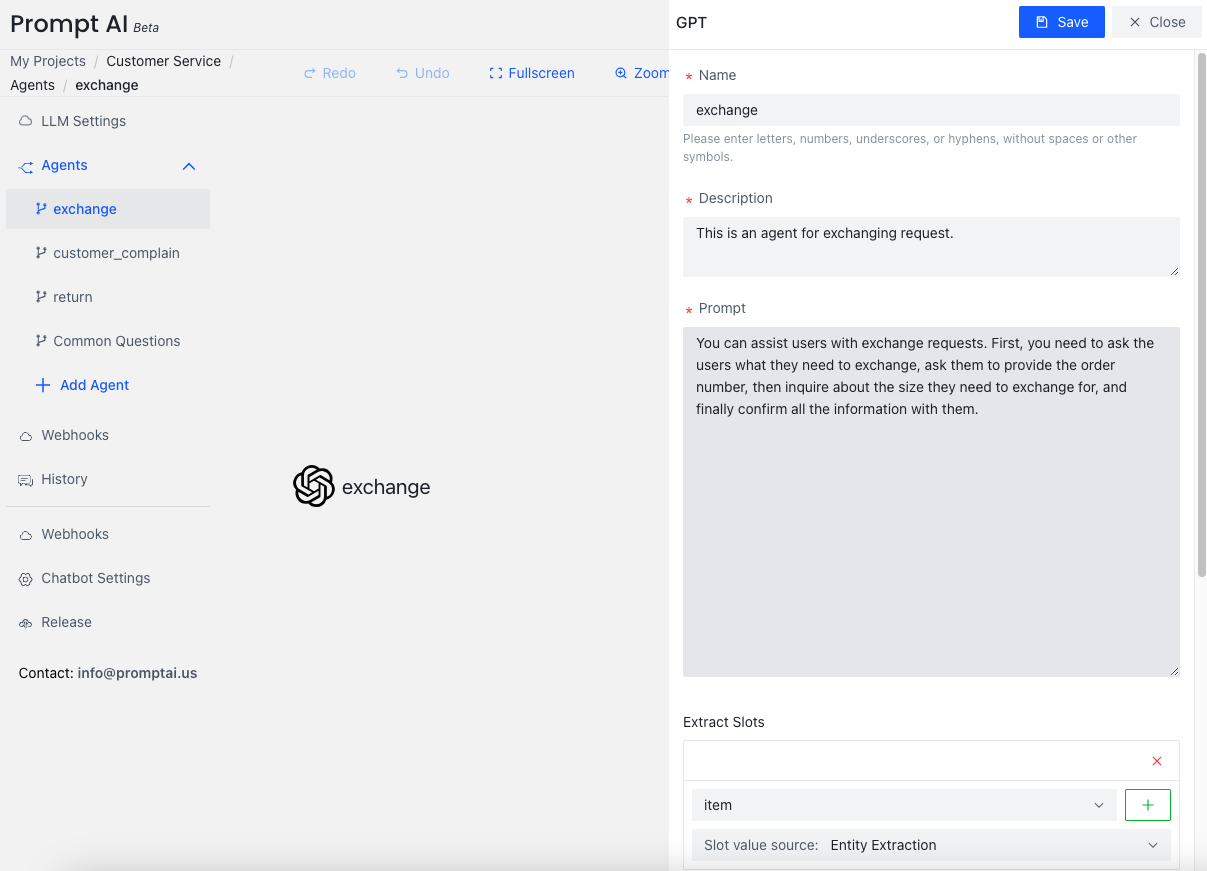 Prompt AI Beta
GPT
Save
Close
My Projects / Customer Service /
Agents / exchange
Redo
Undo
Fullscreen
Zoom
LLM Settings
Agents
exchange
customer_complain
return
Common Questions
Add Agent
Webhooks
History
Webhooks
Chatbot Settings
Release
Contact: info@promptai.us
exchange
* Name
exchange
Please enter letters, numbers, underscores, or hyphens, without spaces or other
symbols.
* Description
This is an agent for exchanging request.
* Prompt
You can assist users with exchange requests. First, you need to ask the
users what they need to exchange, ask them to provide the order
number, then inquire about the size they need to exchange for, and
finally confirm all the information with them.
Extract Slots
item
Slot value source: Entity Extraction